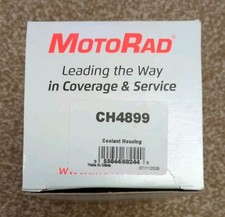 MOTORAD®
Leading the Way
in Coverage & Service
CH4899
Coolant Housing